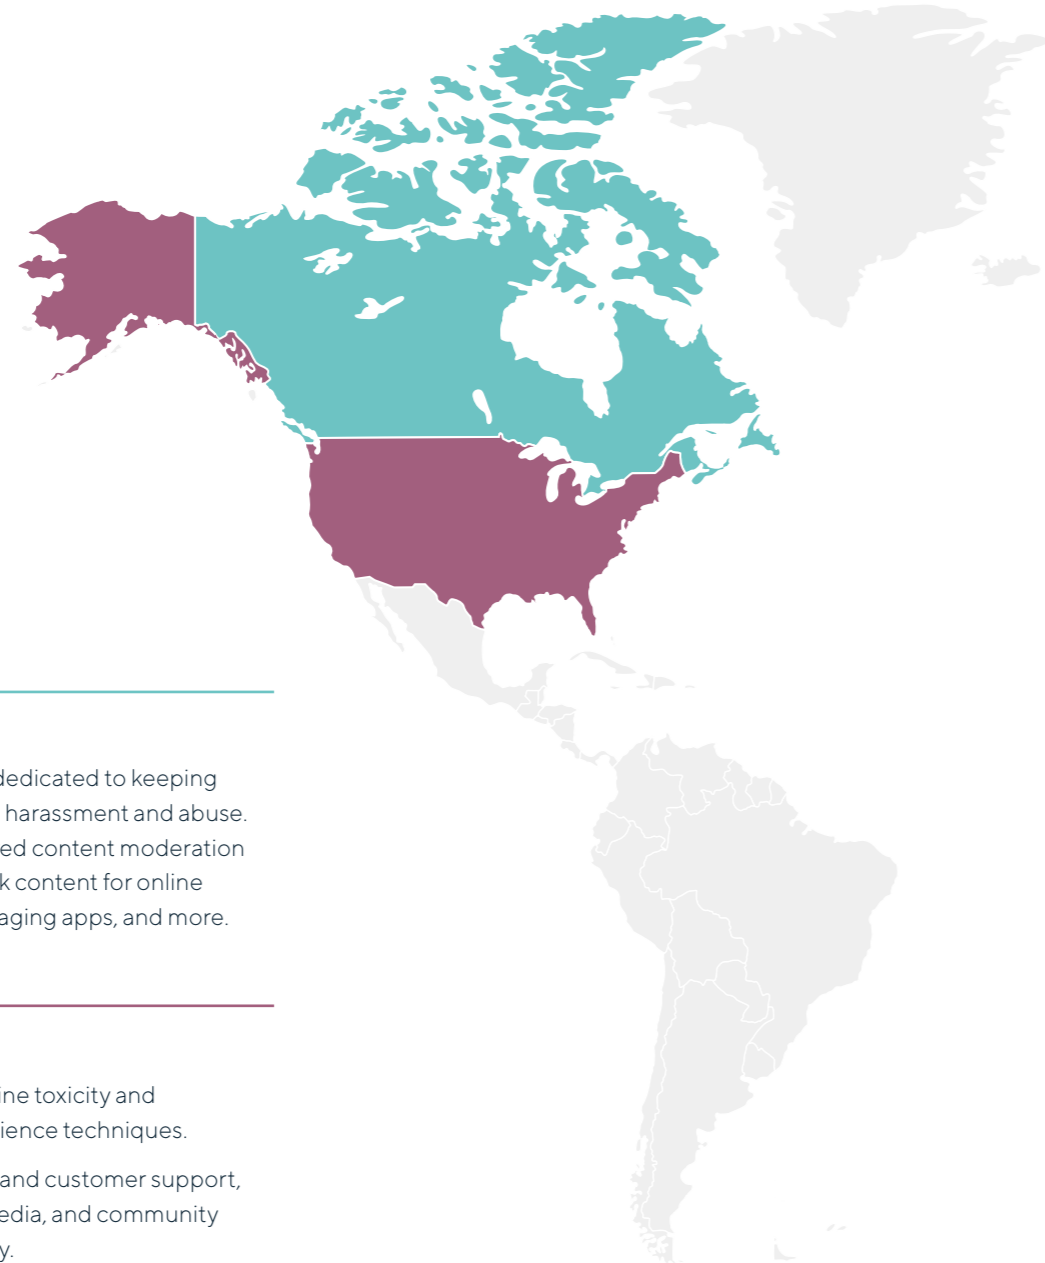 dedicated to keeping
harassment and abuse.
ed content moderation
k content for online
aging apps, and more.
ine toxicity and
ience techniques.
and customer support,
edia, and community
y.